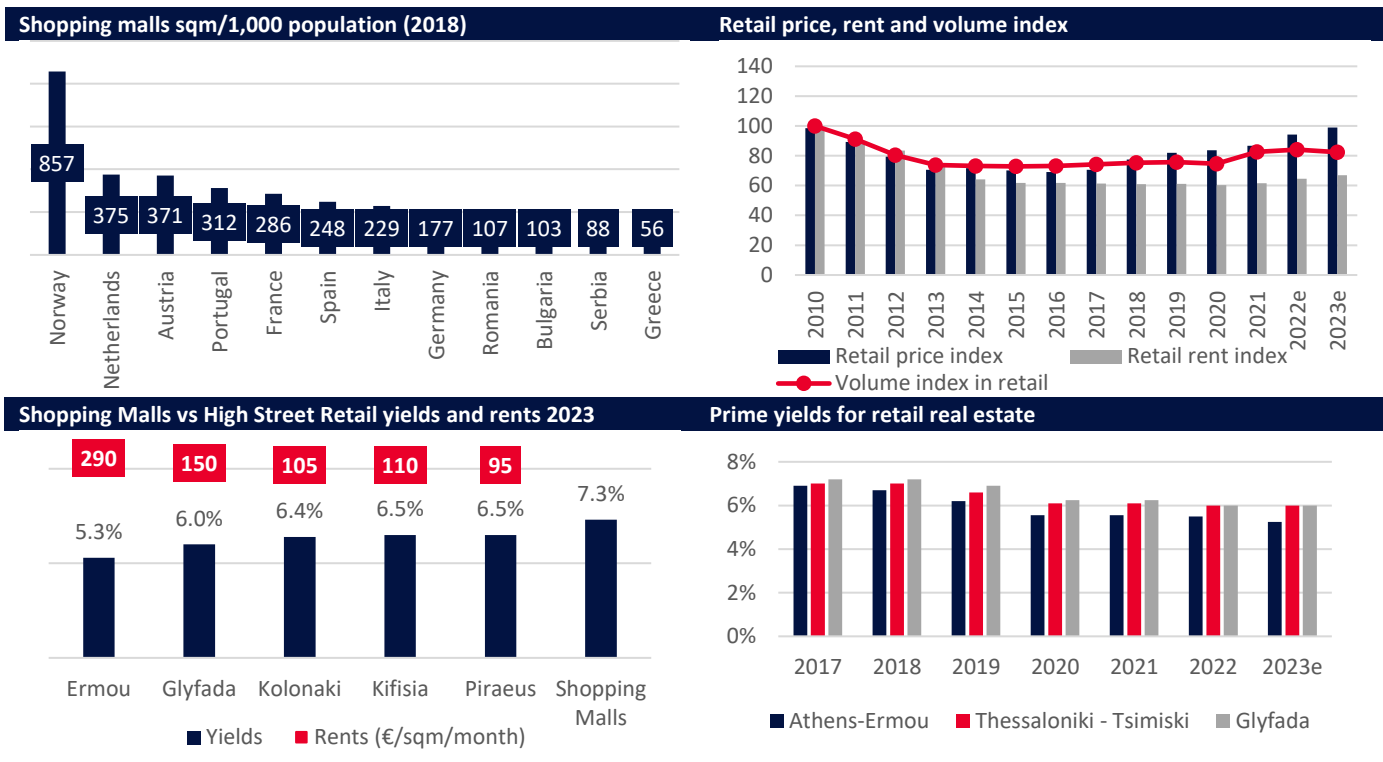 Shopping malls sqm/1,000 population (2018)
857
375
371
312
286
248
229
177
107
103
88
56
Norway
Netherlands
Austria
Portugal
France
Spain
Italy
Germany
Romania
Bulgaria
Serbia
Greece
Retail price, rent and volume index
140
120
100
80
60
40
20
0
2010
2011
2012
2013
2014
2015
2016
2017
2018
2019
2020
2021
2022e
2023e
Retail price index
Retail rent index
Volume index in retail
Shopping Malls vs High Street Retail yields and rents 2023
290
150
105
110
95
5.3%
6.0%
6.4%
6.5%
6.5%
7.3%
Ermou
Glyfada
Kolonaki
Kifisia
Piraeus
Shopping
Malls
Yields
Rents (€/sqm/month)
Prime yields for retail real estate
8%
6%
4%
2%
0%
2017
2018
2019
2020
2021
2022
2023e
Athens-Ermou
Thessaloniki - Tsimiski
Glyfada